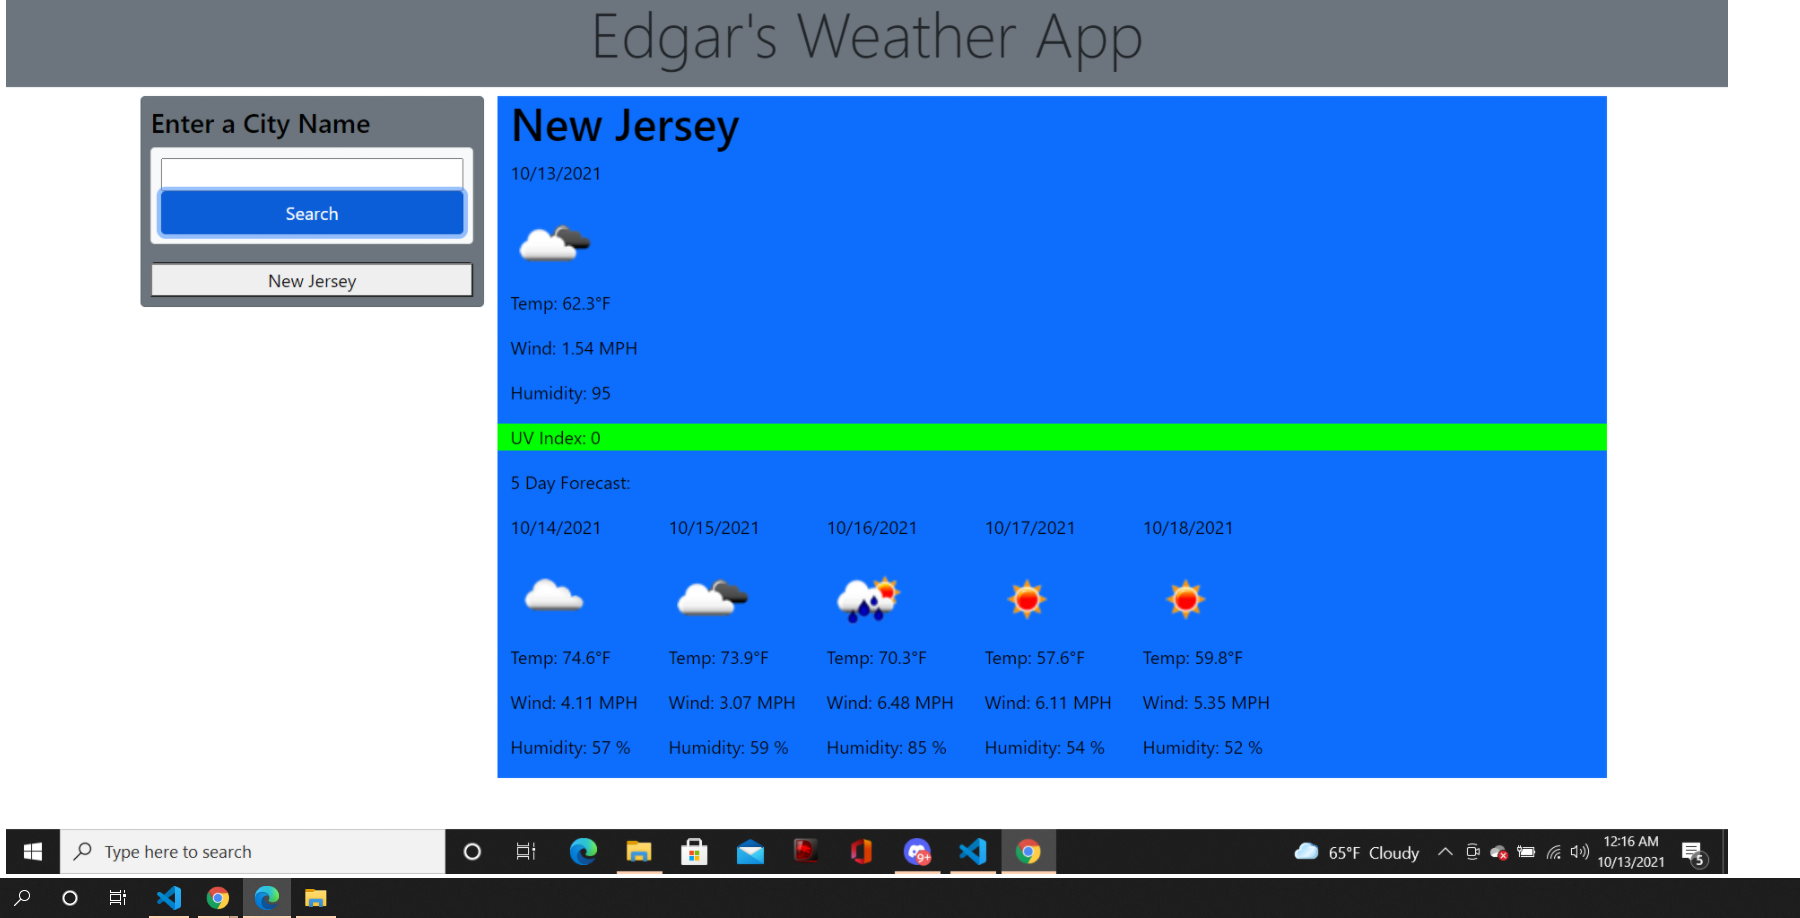 Edgar's Weather App
Enter a City Name
Search
New Jersey
New Jersey
10/13/2021
Temp: 62.3°F
Wind: 1.54 MPH
Humidity: 95
UV Index: 0
5 Day Forecast:
10/14/2021 10/15/2021 10/16/2021 10/17/2021 10/18/2021
Temp: 74.6°F Temp: 73.9°F Temp: 70.3°F Temp: 57.6°F Temp: 59.8°F
Wind: 4.11 MPH Wind: 3.07 MPH Wind: 6.48 MPH Wind: 6.11 MPH Wind: 5.35 MPH
Humidity: 57 % Humidity: 59 % Humidity: 85 % Humidity: 54 % Humidity: 52 %
Type here to search
9+
65°F Cloudy
12:16 AM
10/13/2021
5